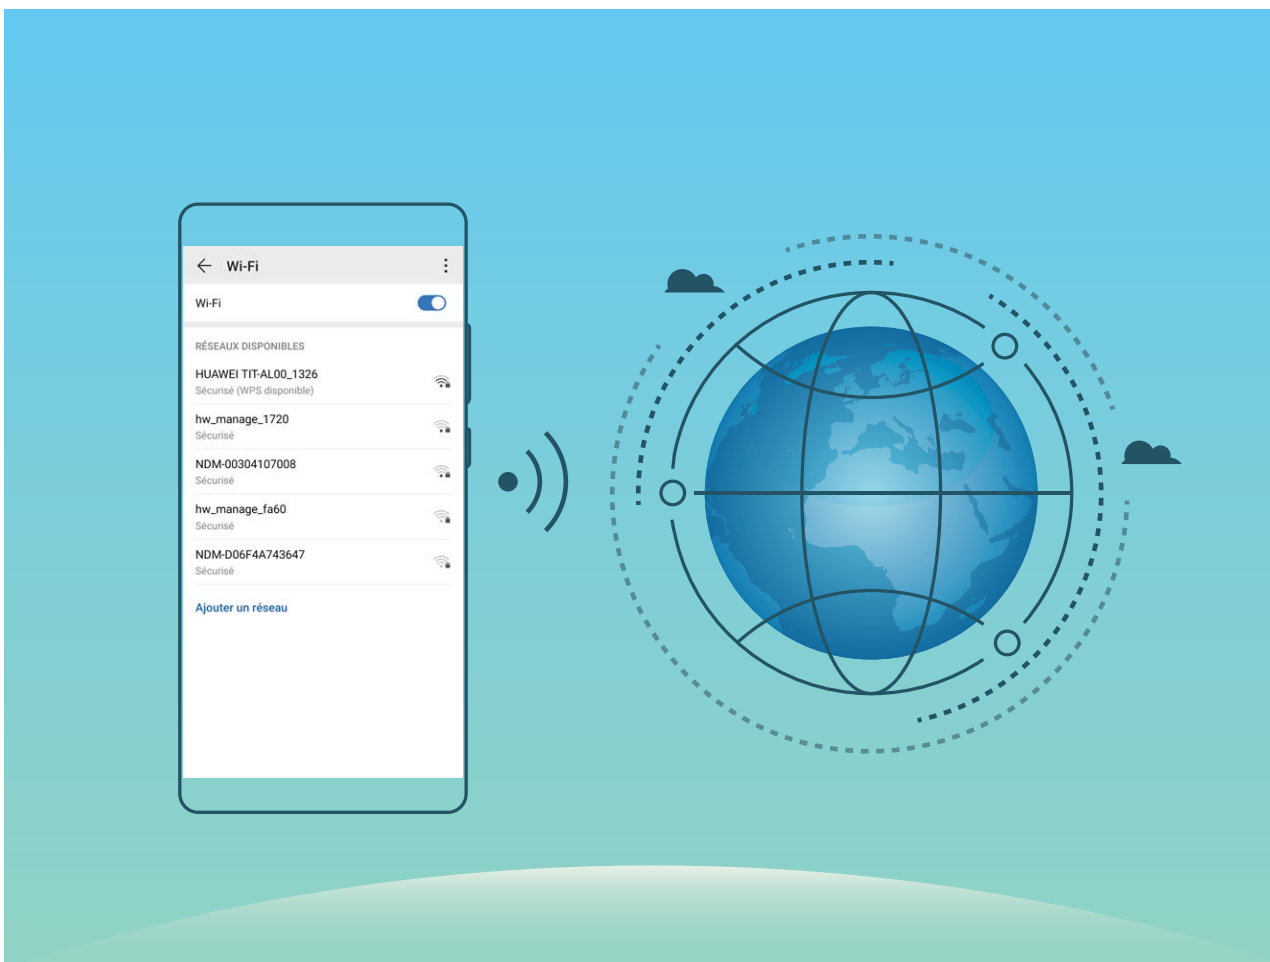 Wi-Fi
Wi-Fi
RÉSEAUX DISPONIBLES
HUAWEI TIT-AL00_1326
Sécurisé (WPS disponible)
hw_manage_1720
Sécurisé
NDM-00304107008
Sécurisé
hw_manage_fa60
Sécurisé
NDM-D06F4A743647
Sécurisé
Ajouter un réseau